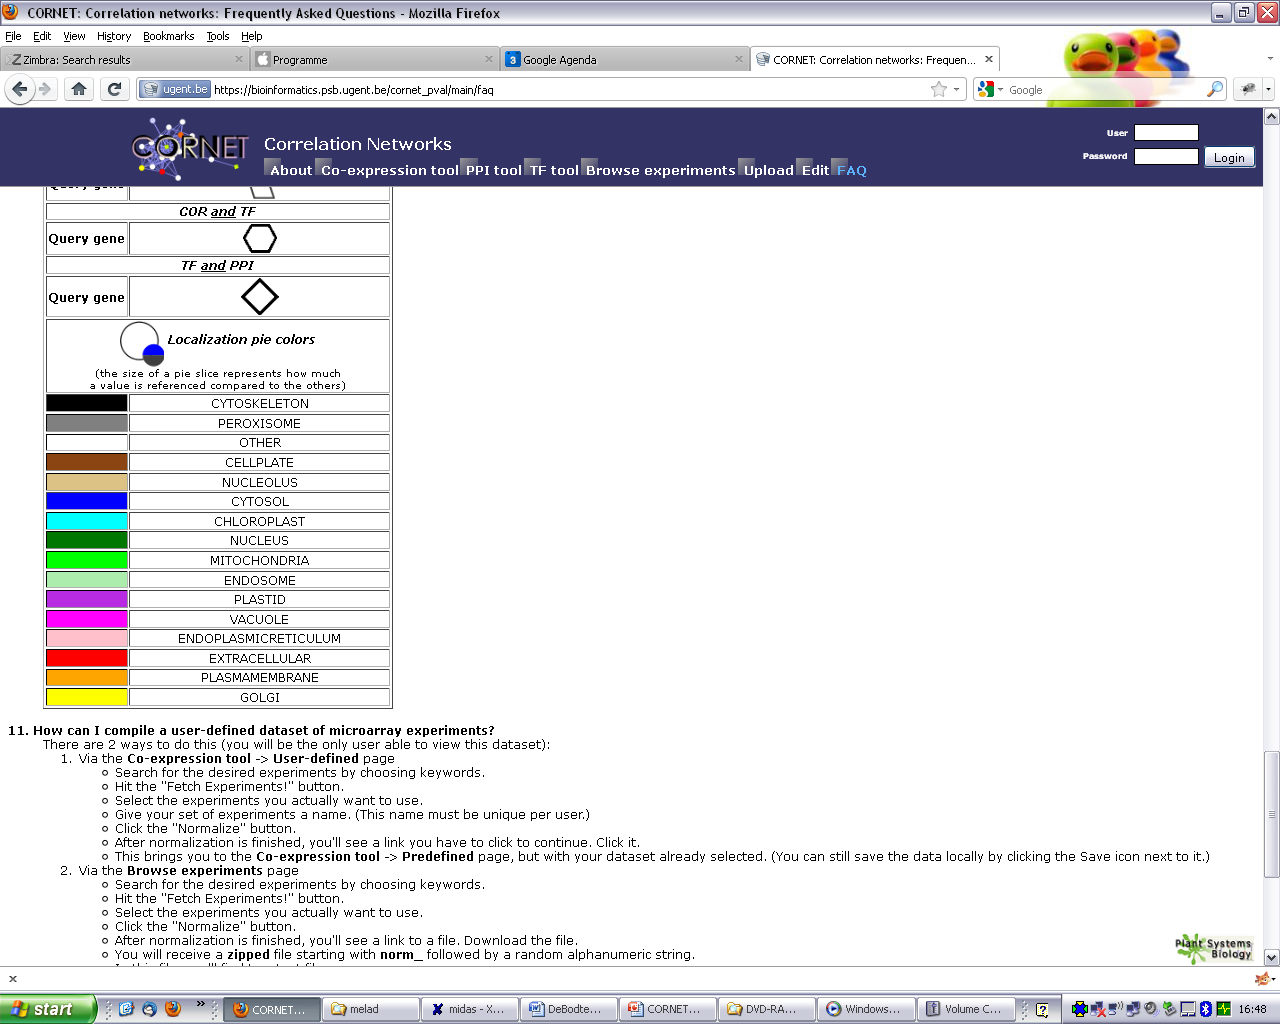 CORNET: Correlation networks: Frequently Asked Questions - Mozilla Firefox
File Edit View History Bookmarks Tools Help
Zimbra: Search results Programme 3 Google Agenda CORNET: Correlation networks: Frequen...
ugent.be https://bioinformatics.psb.ugent.be/cornet_pval/main/faq Google
CORNET Correlation Networks
User
Password Login
About Co-expression tool PPI tool TF tool Browse experiments Upload Edit FAQ
Query gene
COR and TF
Query gene
TF and PPI
Query gene
Localization pie colors
(the size of a pie slice represents how much
a value is referenced compared to the others)
CYTOSKELETON
PEROXISOME
OTHER
CELLPLATE
NUCLEOLUS
CYTOSOL
CHLOROPLAST
NUCLEUS
MITOCHONDRIA
ENDOSOME
PLASTID
VACUOLE
ENDOPLASMICRETICULUM
EXTRACELLULAR
PLASMAMEMBRANE
GOLGI
11. How can I compile a user-defined dataset of microarray experiments?
There are 2 ways to do this (you will be the only user able to view this dataset):
1. Via the Co-expression tool -> User-defined page
Search for the desired experiments by choosing keywords.
Hit the "Fetch Experiments!" button.
Select the experiments you actually want to use.
Give your set of experiments a name. (This name must be unique per user.)
Click the "Normalize" button.
After normalization is finished, you'll see a link you have to click to continue. Click it.
This brings you to the Co-expression tool -> Predefined page, but with your dataset already selected. (You can still save the data locally by clicking the Save icon next to it.)
2. Via the Browse experiments page
Search for the desired experiments by choosing keywords.
Hit the "Fetch Experiments!" button.
Select the experiments you actually want to use.
Click the "Normalize" button.
After normalization is finished, you'll see a link to a file. Download the file.
You will receive a zipped file starting with norm_ followed by a random alphanumeric string.
Plant Systems
Biology
start CORNET... melad midas - X... DeBodte... CORNET... DVD-RA... Windows... Volume C... 16:48